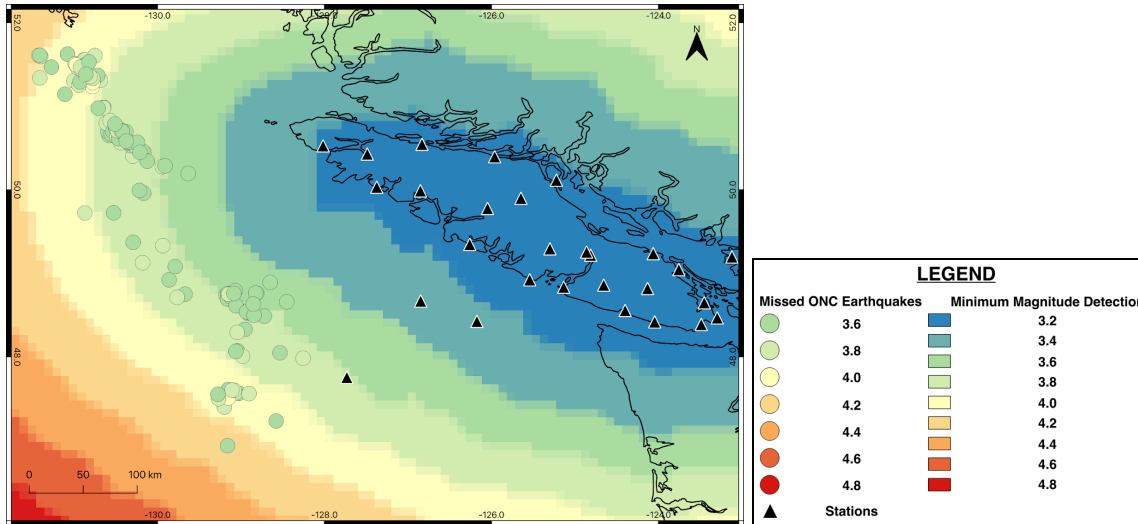 -130.0 -128.0 -126.0 -124.0
52.0 52.0
N
50.0 50.0
48.0 48.0
0 50 100 km
-130.0 -128.0 -126.0 -124.0
LEGEND
Missed ONC Earthquakes Minimum Magnitude Detection
3.6 3.2
3.8 3.4
4.0 3.6
4.2 3.8
4.4 4.0
4.6 4.2
4.8 4.4
4.6
4.8
Stations